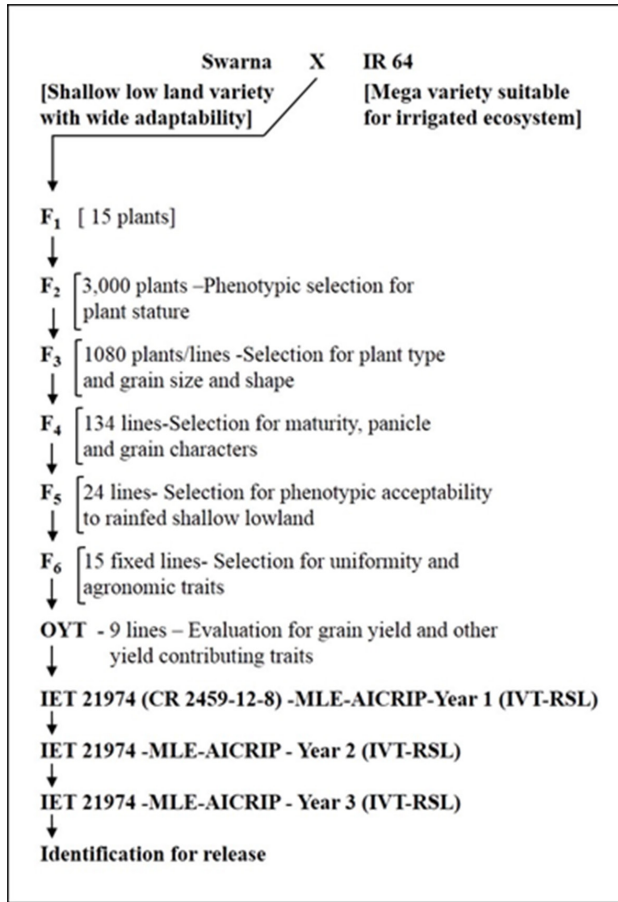 Swarna X IR 64
[Shallow low land variety with wide adaptability]
[Mega variety suitable for irrigated ecosystem]
F1 [ 15 plants]
F2 3,000 plants –Phenotypic selection for
plant stature
F3 1080 plants/lines -Selection for plant type
and grain size and shape
F4 134 lines-Selection for maturity, panicle
and grain characters
F5 24 lines- Selection for phenotypic acceptability
to rainfed shallow lowland
F6 15 fixed lines- Selection for uniformity and
agronomic traits
OYT - 9 lines – Evaluation for grain yield and other
yield contributing traits
IET 21974 (CR 2459-12-8) -MLE-AICRIP-Year 1 (IVT-RSL)
IET 21974 -MLE-AICRIP - Year 2 (IVT-RSL)
IET 21974 -MLE-AICRIP - Year 3 (IVT-RSL)
Identification for release